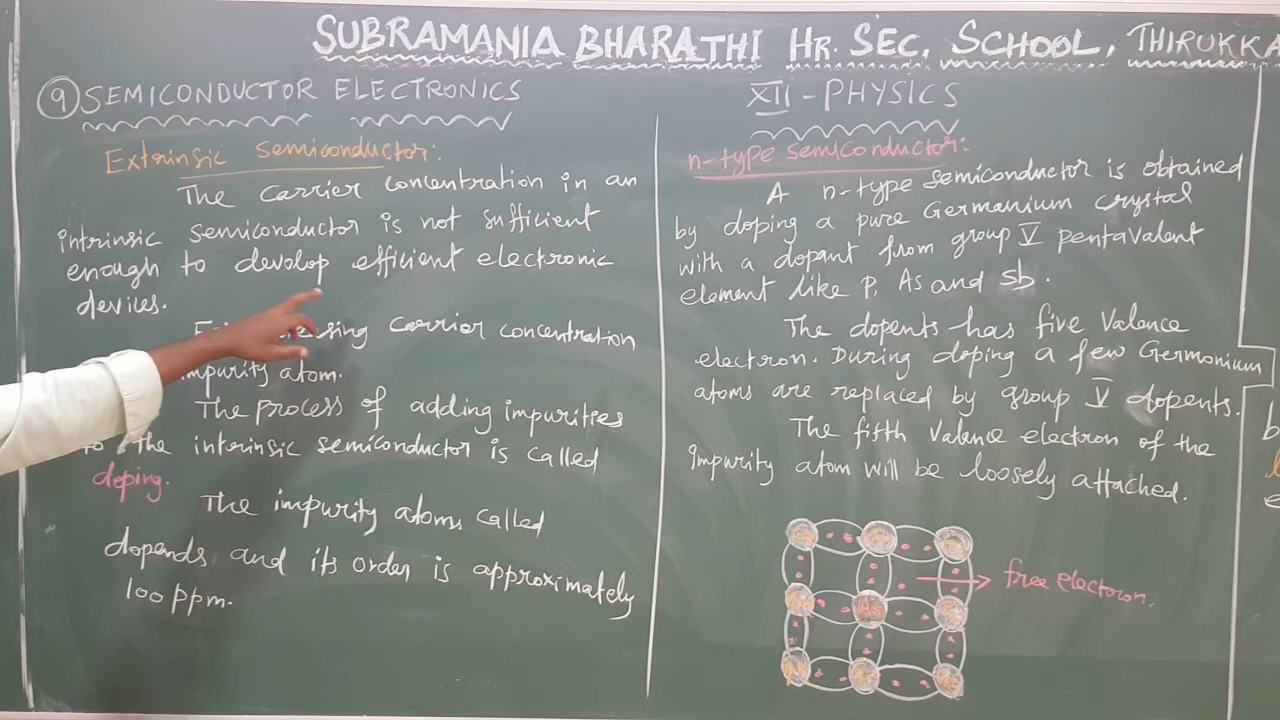 SUBRAMANIA BHARATHI HR. SEC. SCHOOL, THIRUKKA
9 SEMICONDUCTOR ELECTRONICS
XII - PHYSICS
Extrinsic semiconductor:
The carrier concentration in an
intrinsic semiconductor is not sufficient
enough to develop efficient electronic
devices.
carrier concentration
impurity atom.
The process of adding impurities
to the intrinsic semiconductor is called
doping.
The impurity atoms called
dopends and its order is approximately
100 ppm.
n-type semiconductor:
A n-type semiconductor is obtained
by doping a pure Germanium crystal
with a dopant from group V pentavalent
element like P, As and Sb.
The dopents has five Valence
electron. During doping a few Germonium
atoms are replaced by group V dopents.
The fifth Valence electron of the
impurity atom will be loosely attached.
free electron.
As